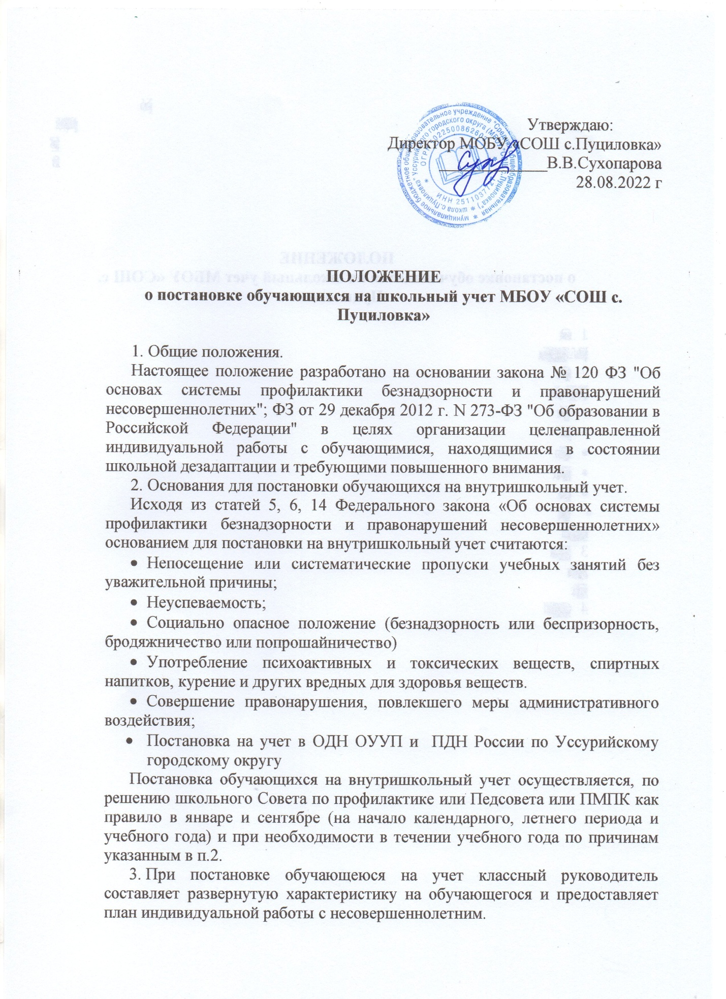 Утверждаю:
Директор МОБУ «СОШ с.Пуциловка»
В.В.Сухопарова
28.08.2022 г
муниципальное бюджетное общеобразовательное учреждение "Средняя общеобразовательная
школа с.Пуциловка" Уссурийского городского округа (МБОУ "СОШ с.Пуциловка")
ИНН 2511037727
ПОЛОЖЕНИЕ
о постановке обучающихся на школьный учет МБОУ «СОШ с.
Пуциловка»
1. Общие положения.
Настоящее положение разработано на основании закона № 120 ФЗ "Об
основах системы профилактики безнадзорности и правонарушений
несовершеннолетних"; ФЗ от 29 декабря 2012 г. N 273-ФЗ "Об образовании в
Российской Федерации" в целях организации целенаправленной
индивидуальной работы с обучающимися, находящимися в состоянии
школьной дезадаптации и требующими повышенного внимания.
2. Основания для постановки обучающихся на внутришкольный учет.
Исходя из статей 5, 6, 14 Федерального закона «Об основах системы
профилактики безнадзорности и правонарушений несовершеннолетних»
основанием для постановки на внутришкольный учет считаются:
• Непосещение или систематические пропуски учебных занятий без
уважительной причины;
• Неуспеваемость;
• Социально опасное положение (безнадзорность или беспризорность,
бродяжничество или попрошайничество)
• Употребление психоактивных и токсических веществ, спиртных
напитков, курение и других вредных для здоровья веществ.
• Совершение правонарушения, повлекшего меры административного
воздействия;
• Постановка на учет в ОДН ОУУП и ПДН России по Уссурийскому
городскому округу
Постановка обучающихся на внутришкольный учет осуществляется, по
решению школьного Совета по профилактике или Педсовета или ПМПК как
правило в январе и сентябре (на начало календарного, летнего периода и
учебного года) и при необходимости в течении учебного года по причинам
указанным в п.2.
3. При постановке обучающеюся на учет классный руководитель
составляет развернутую характеристику на обучающегося и предоставляет
план индивидуальной работы с несовершеннолетним.